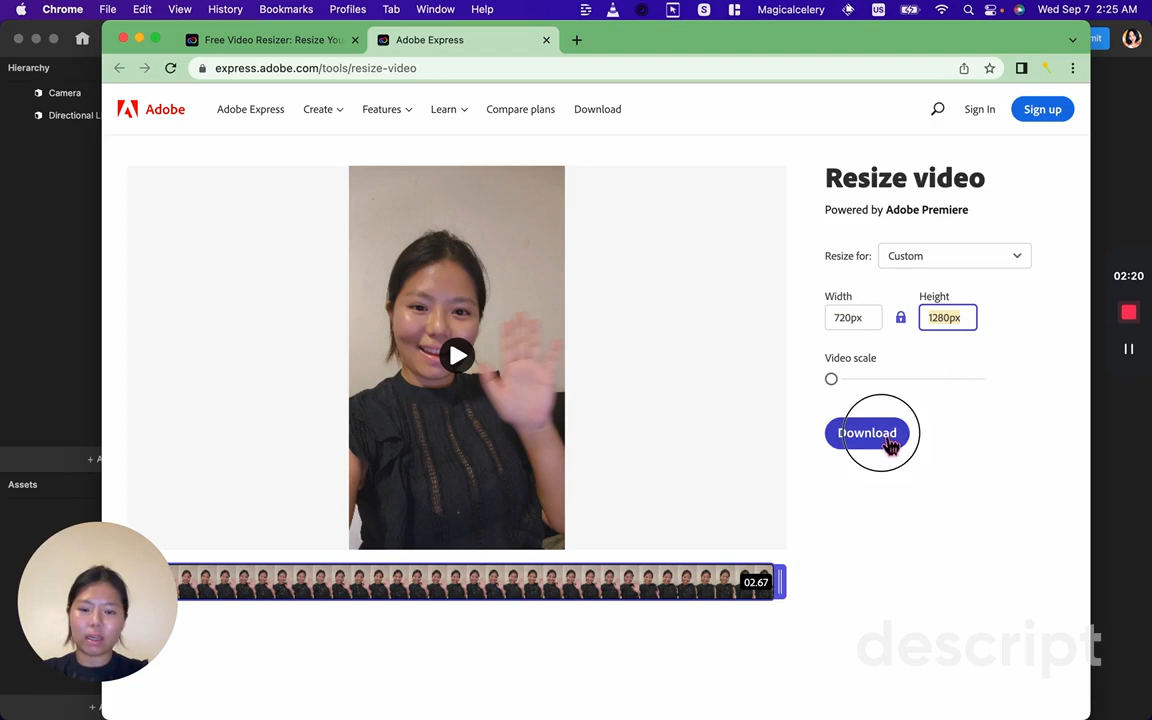 Chrome File Edit View History Bookmarks Profiles Tab Window Help Magicalcelery US Wed Sep 7 2:25 AM
Free Video Resizer: Resize You
Adobe Express
express.adobe.com/tools/resize-video
Hierarchy
Camera
Directional L
Adobe
Adobe Express Create Features Learn Compare plans Download Sign In Sign up
Resize video
Powered by Adobe Premiere
Resize for: Custom
Width Height
720px 1280px
Video scale
Download
02:20
+ A
Assets
02.67
descript
+ A